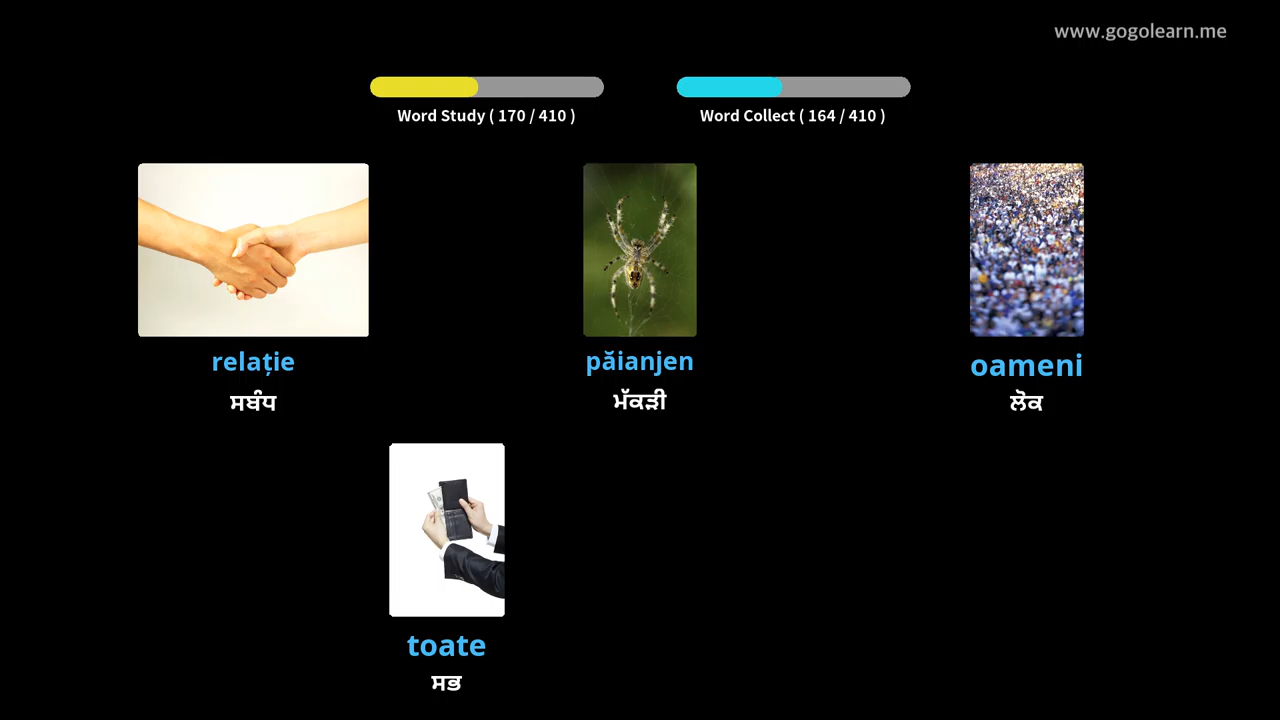 www.gogolearn.me
Word Study ( 170 / 410 )
Word Collect ( 164 / 410 )
relație
păianjen
oameni
ਸਬੰਧ
ਮੱਕੜੀ
ਲੋਕ
toate
ਸਭ